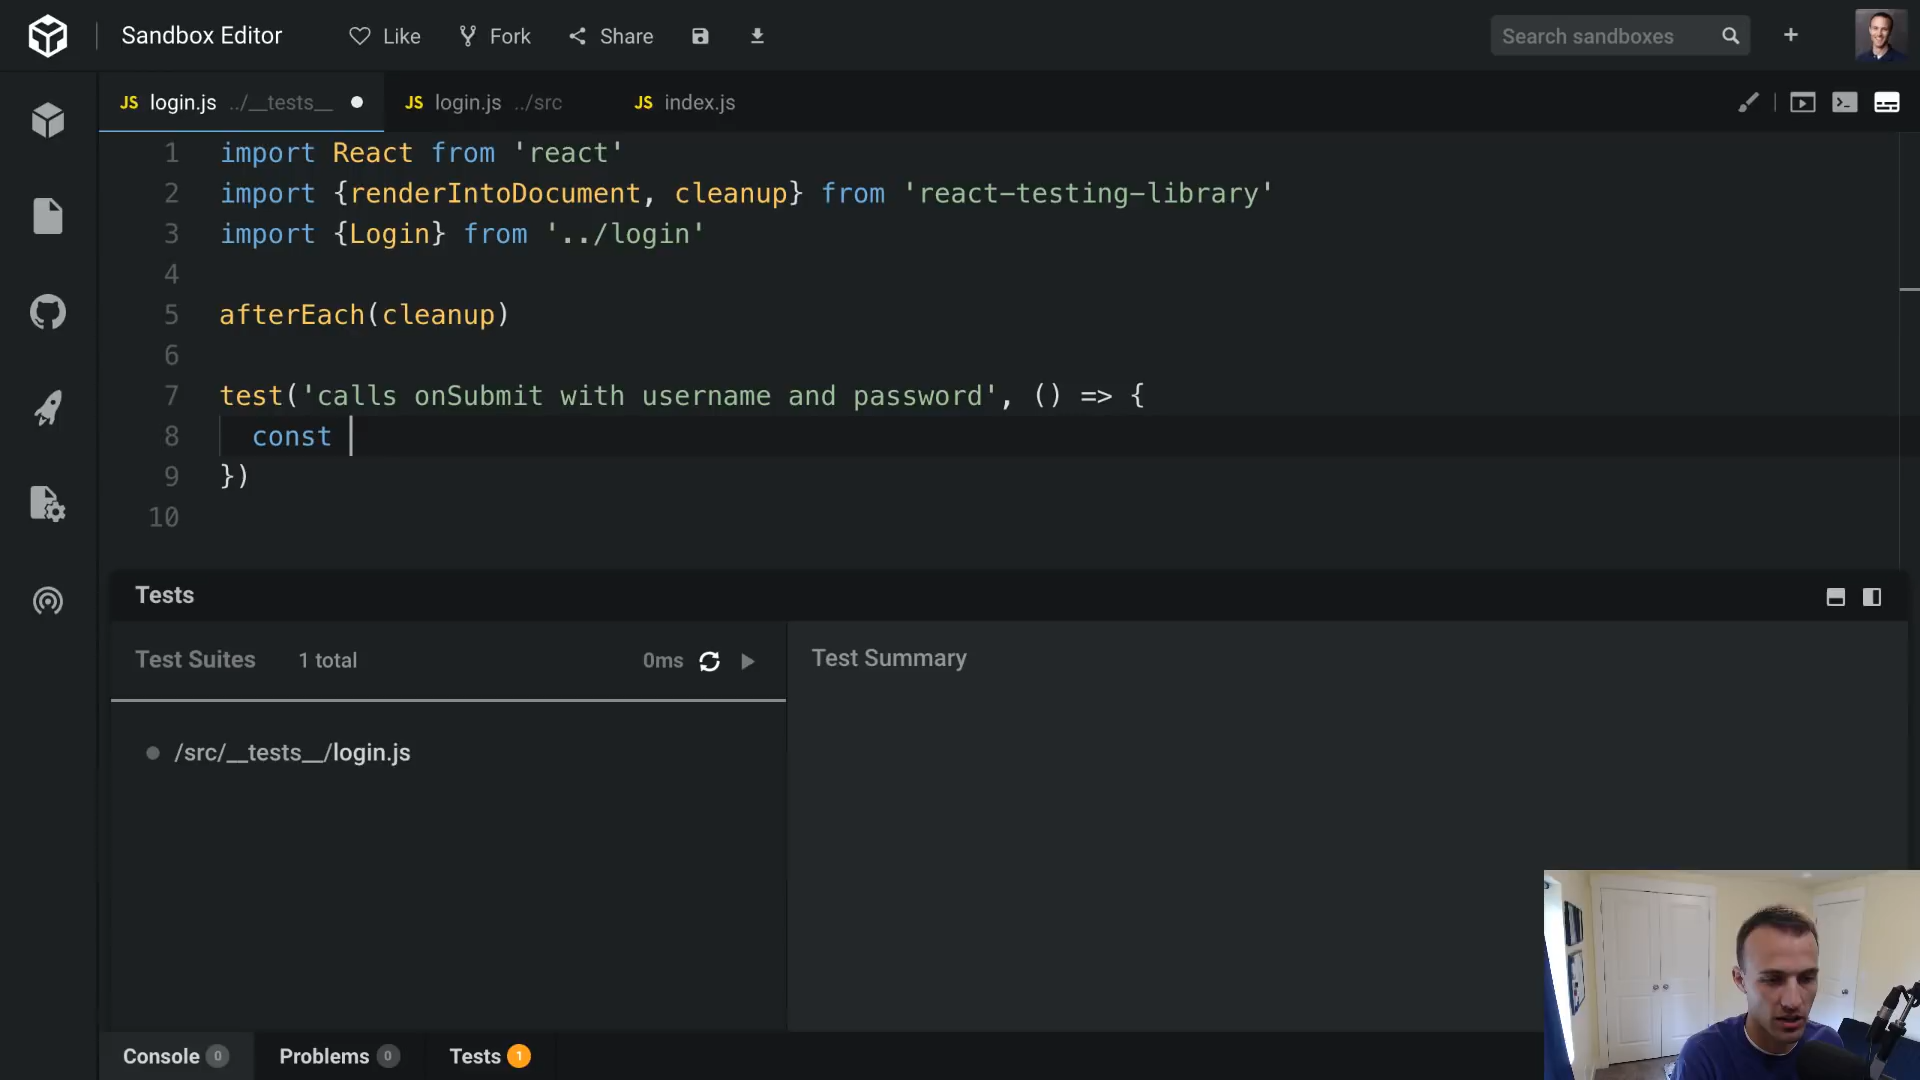 Sandbox Editor Like Fork Share Search sandboxes +
JS login.js ../__tests__ JS login.js ../src JS index.js
1 import React from 'react'
2 import {renderIntoDocument, cleanup} from 'react-testing-library'
3 import {Login} from '../login'
4
5 afterEach(cleanup)
6
7 test('calls onSubmit with username and password', () => {
8 const
9 })
10
Tests
Test Suites 1 total 0ms Test Summary
/src/__tests__/login.js
Console 0 Problems 0 Tests 1